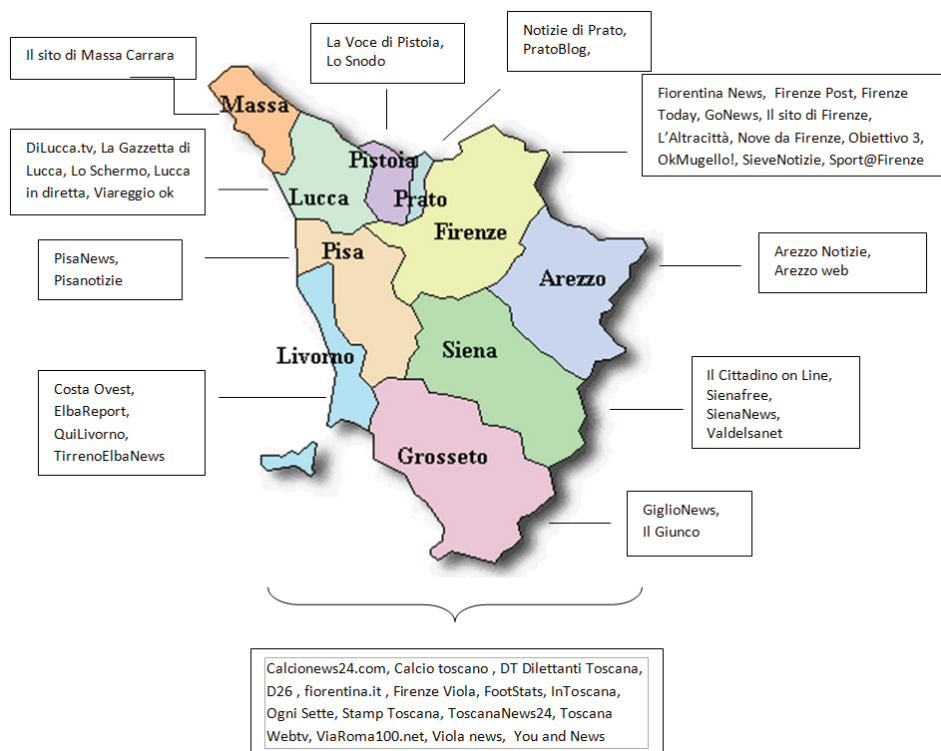 Il sito di Massa Carrara
La Voce di Pistoia,
Lo Snodo
Notizie di Prato,
PratoBlog,
Fiorentina News, Firenze Post, Firenze
Today, GoNews, Il sito di Firenze,
L'Altracittà, Nove da Firenze, Obiettivo 3,
OkMugello!, SieveNotizie, Sport@Firenze
DiLucca.tv, La Gazzetta di
Lucca, Lo Schermo, Lucca
in diretta, Viareggio ok
Massa
Pistoia
Lucca
Prato
Firenze
Pisa
Arezzo
Livorno
Siena
Grosseto
PisaNews,
Pisanotizie
Arezzo Notizie,
Arezzo web
Costa Ovest,
ElbaReport,
QuiLivorno,
TirrenoElbaNews
Il Cittadino on Line,
Sienafree,
SienaNews,
Valdelsanet
GiglioNews,
Il Giunco
Calcionews24.com, Calcio toscano , DT Dilettanti Toscana,
D26 , fiorentina.it , Firenze Viola, FootStats, InToscana,
Ogni Sette, Stamp Toscana, ToscanaNews24, Toscana
Webtv, ViaRoma100.net, Viola news, You and News